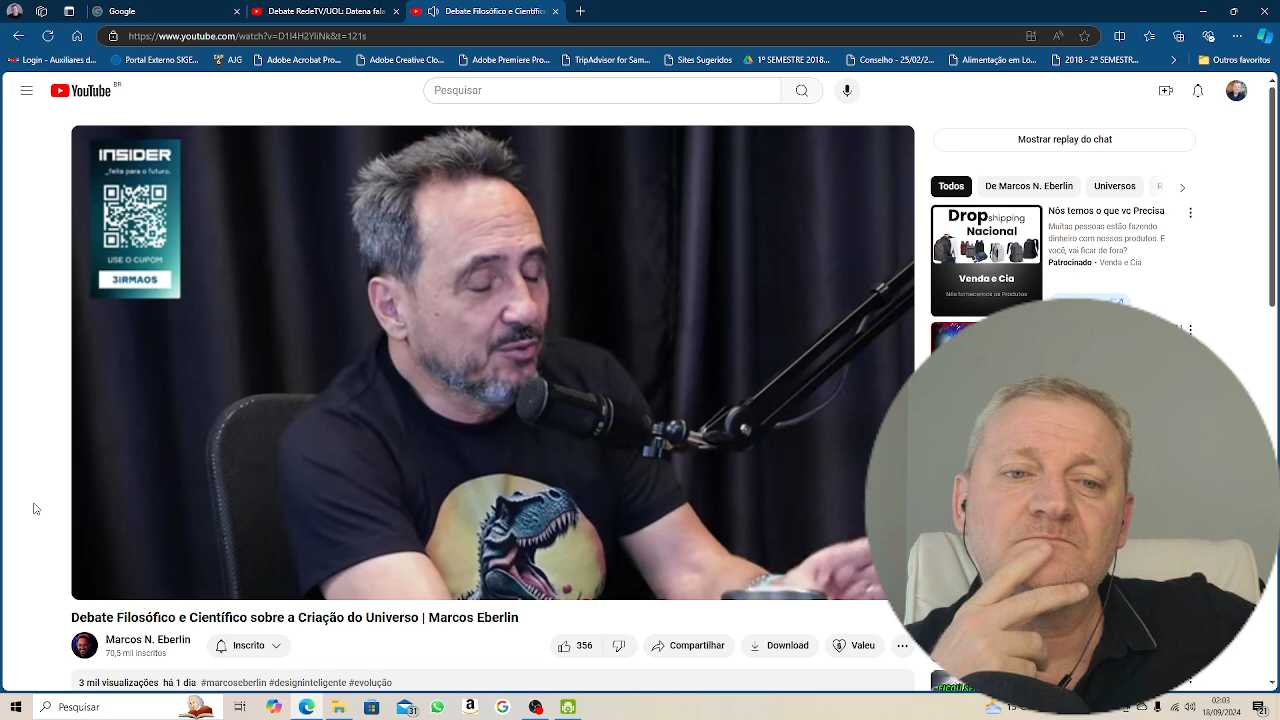 Google
Debate RedeTV/UOL: Datena fala
Debate Filosófico e Científico
https://www.youtube.com/watch?v=D1I4H2YIiNk&t=121s
Login - Auxiliares d...
Portal Externo SIGE...
AJG
Adobe Acrobat Pro...
Adobe Creative Clo...
Adobe Premiere Pro...
TripAdvisor for Sam...
Sites Sugeridos
1º SEMESTRE 2018...
Conselho - 25/02/2...
Alimentação em Lo...
2018 - 2º SEMESTR...
Outros favoritos
YouTube BR
Pesquisar
INSIDER
_feita para o futuro.
USE O CUPOM
3IRMAOS
Mostrar replay do chat
Todos
De Marcos N. Eberlin
Universos
Dropshipping
Nacional
Venda e Cia
Nós fornecemos os Produtos
Nós temos o que vc Precisa
Muitas pessoas estão fazendo
dinheiro com nossos produtos. E
você, vai ficar de fora?
Patrocinado • Venda e Cia
Debate Filosófico e Científico sobre a Criação do Universo | Marcos Eberlin
Marcos N. Eberlin
70,5 mil inscritos
Inscrito
356
Compartilhar
Download
Valeu
3 mil visualizações há 1 dia #marcoseberlin #designinteligente #evolução
Pesquisar
31
02:03
18/09/2024